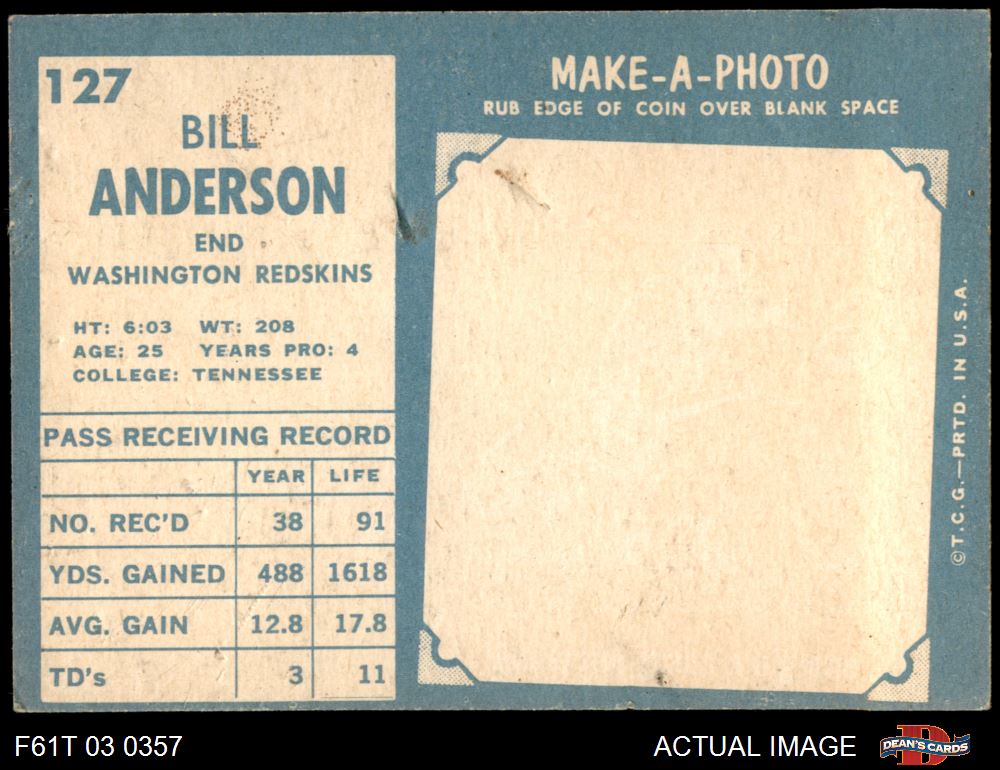 127
BILL
ANDERSON
END
WASHINGTON REDSKINS
HT: 6:03 WT: 208
AGE: 25 YEARS PRO: 4
COLLEGE: TENNESSEE
PASS RECEIVING RECORD
YEAR LIFE
NO. REC'D 38 91
YDS. GAINED 488 1618
AVG. GAIN 12.8 17.8
TD's 3 11
MAKE-A-PHOTO
RUB EDGE OF COIN OVER BLANK SPACE
©T.C.G.—PRTD. IN U.S.A.
F61T 03 0357
ACTUAL IMAGE
DEAN'S CARDS